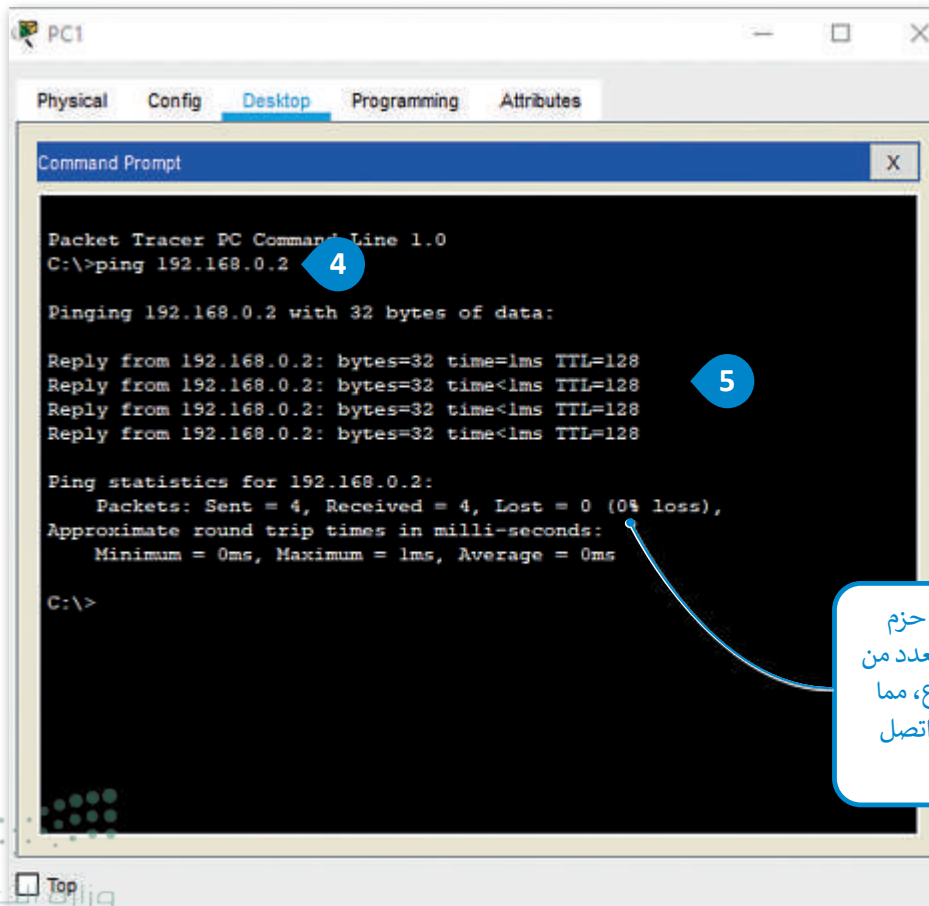 PC1
Physical Config Desktop Programming Attributes
Command Prompt X
Packet Tracer PC Command Line 1.0
C:\>ping 192.168.0.2 4
Pinging 192.168.0.2 with 32 bytes of data:
Reply from 192.168.0.2: bytes=32 time=1ms TTL=128
Reply from 192.168.0.2: bytes=32 time<1ms TTL=128 5
Reply from 192.168.0.2: bytes=32 time<1ms TTL=128
Reply from 192.168.0.2: bytes=32 time<1ms TTL=128
Ping statistics for 192.168.0.2:
Packets: Sent = 4, Received = 4, Lost = 0 (0% loss),
Approximate round trip times in milli-seconds:
Minimum = 0ms, Maximum = 1ms, Average = 0ms
C:\>
حزم
من
مما
اتصل
Top